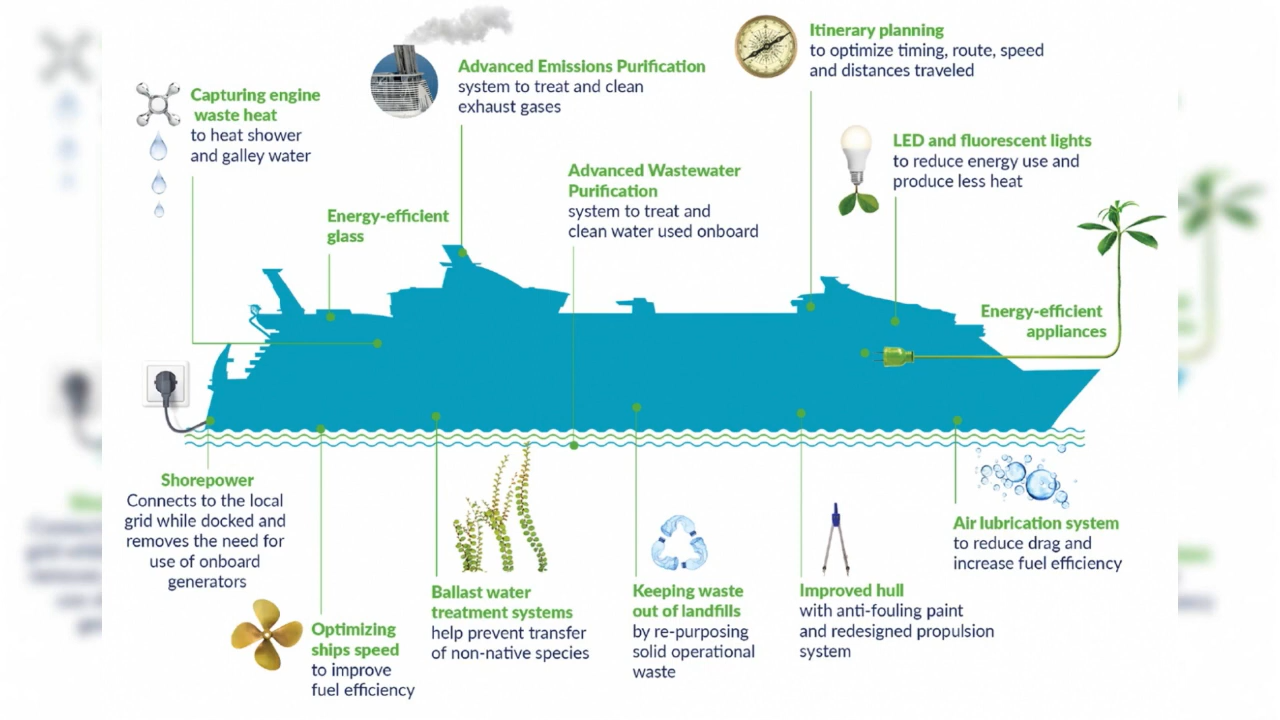 Itinerary planning
to optimize timing, route, speed
and distances traveled
Advanced Emissions Purification
system to treat and clean
exhaust gases
Capturing engine
waste heat
to heat shower
and galley water
LED and fluorescent lights
to reduce energy use and
produce less heat
Advanced Wastewater
Purification
system to treat and
clean water used onboard
Energy-efficient
glass
Energy-efficient
appliances
Shorepower
Connects to the local
grid while docked and
removes the need for
use of onboard
generators
Optimizing
ships speed
to improve
fuel efficiency
Ballast water
treatment systems
help prevent transfer
of non-native species
Keeping waste
out of landfills
by re-purposing
solid operational
waste
Improved hull
with anti-fouling paint
and redesigned propulsion
system
Air lubrication system
to reduce drag and
increase fuel efficiency